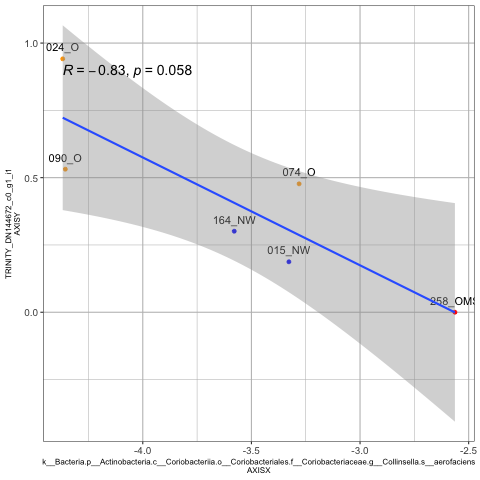 1.0
0.5
0.0
024_O
R = −0.83, p = 0.058
090_O
074_O
164_NW
015_NW
258_OMS
TRINITY_DN144672_c0_g1_i1
AXISY
-4.0
-3.5
-3.0
-2.5
k__Bacteria.p__Actinobacteria.c__Coriobacteriia.o__Coriobacteriales.f__Coriobacteriaceae.g__Collinsella.s__aerofaciens
AXISX